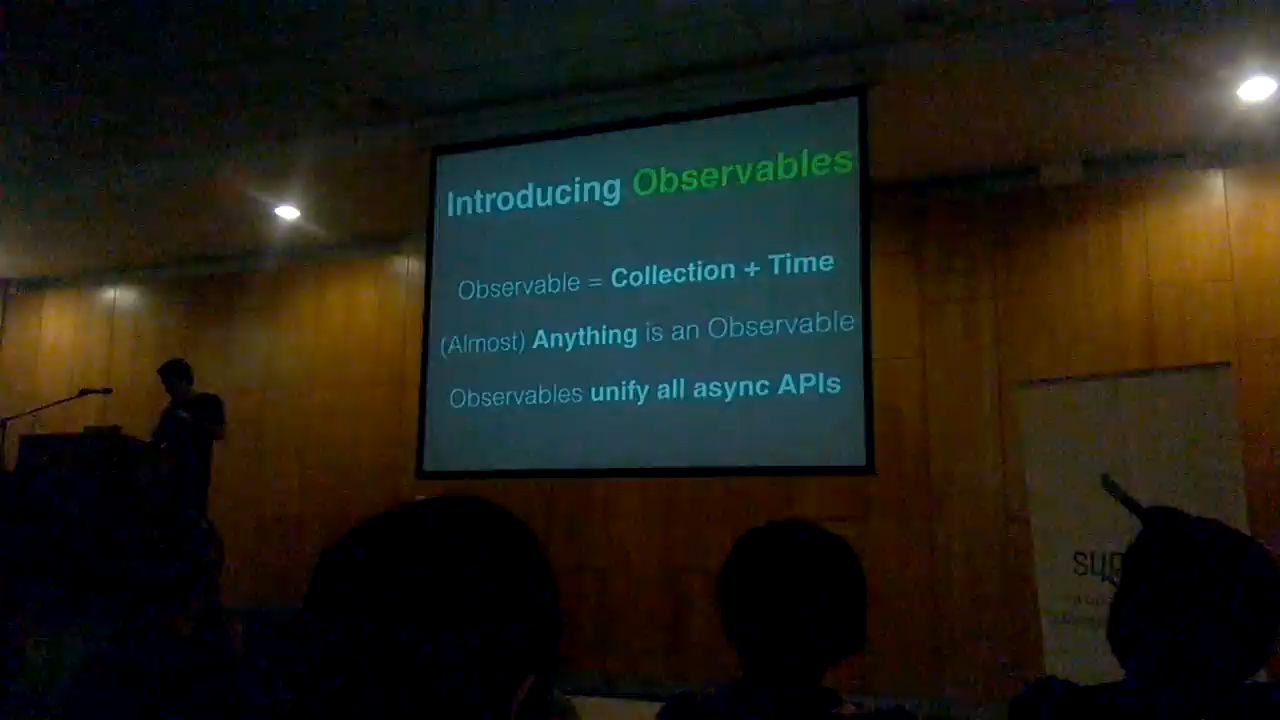 Introducing Observables
Observable = Collection + Time
(Almost) Anything is an Observable
Observables unify all async APIs